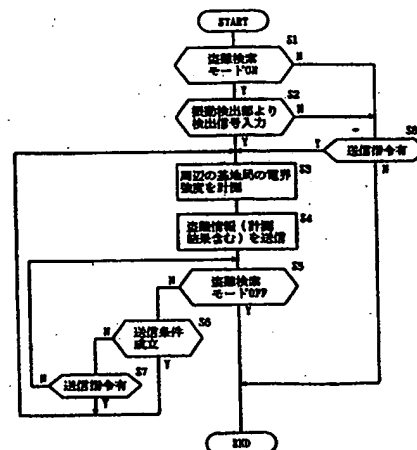 START
S1
盗難検索
モードON
N
Y
S2
振動検出部より
検出信号入力
N
Y
S8
送信指令有
Y
N
S3
周辺の基地局の電界
強度を計測
S4
盗難情報（計測
結果含む）を送信
S5
盗難検索
モードOFF
N
Y
S6
送信条件
成立
N
Y
S7
送信指令有
N
Y
END